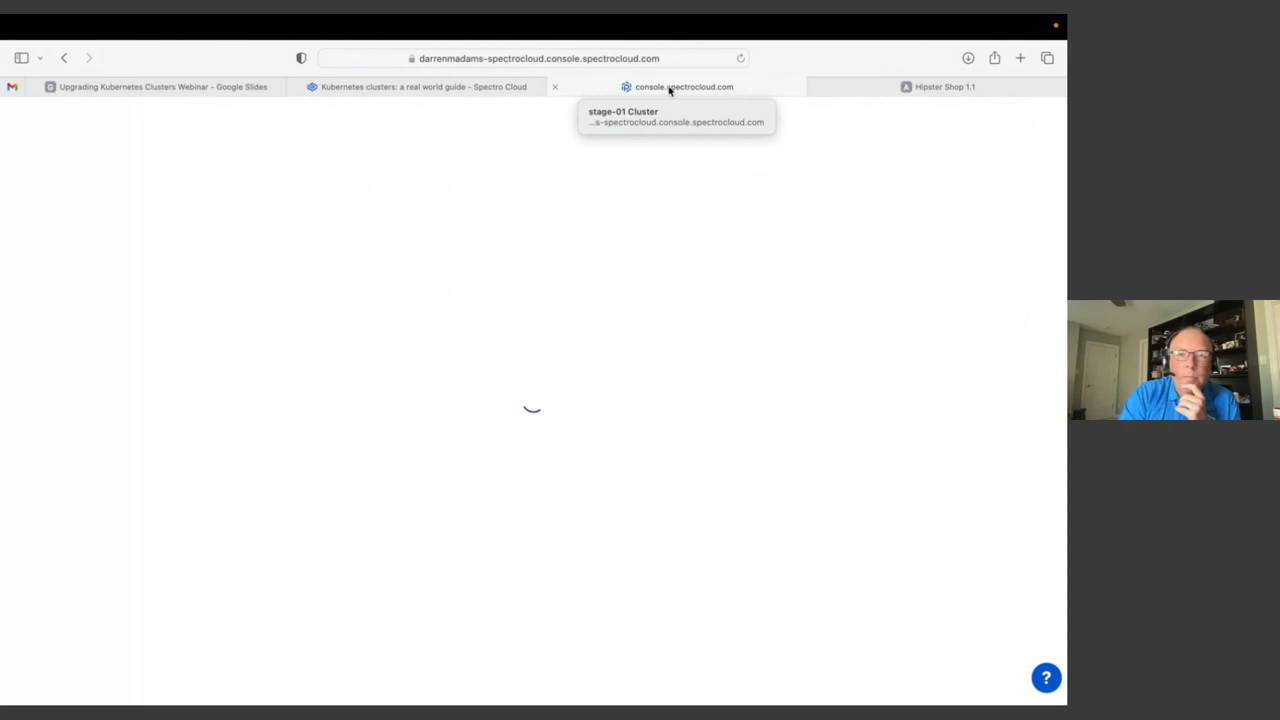 darrenmadams-spectrocloud.console.spectrocloud.com
Upgrading Kubernetes Clusters Webinar - Google Slides
Kubernetes clusters: a real world guide - Spectro Cloud
console.spectrocloud.com
A Hipster Shop 1.1
stage-01 Cluster
...s-spectrocloud.console.spectrocloud.com
?